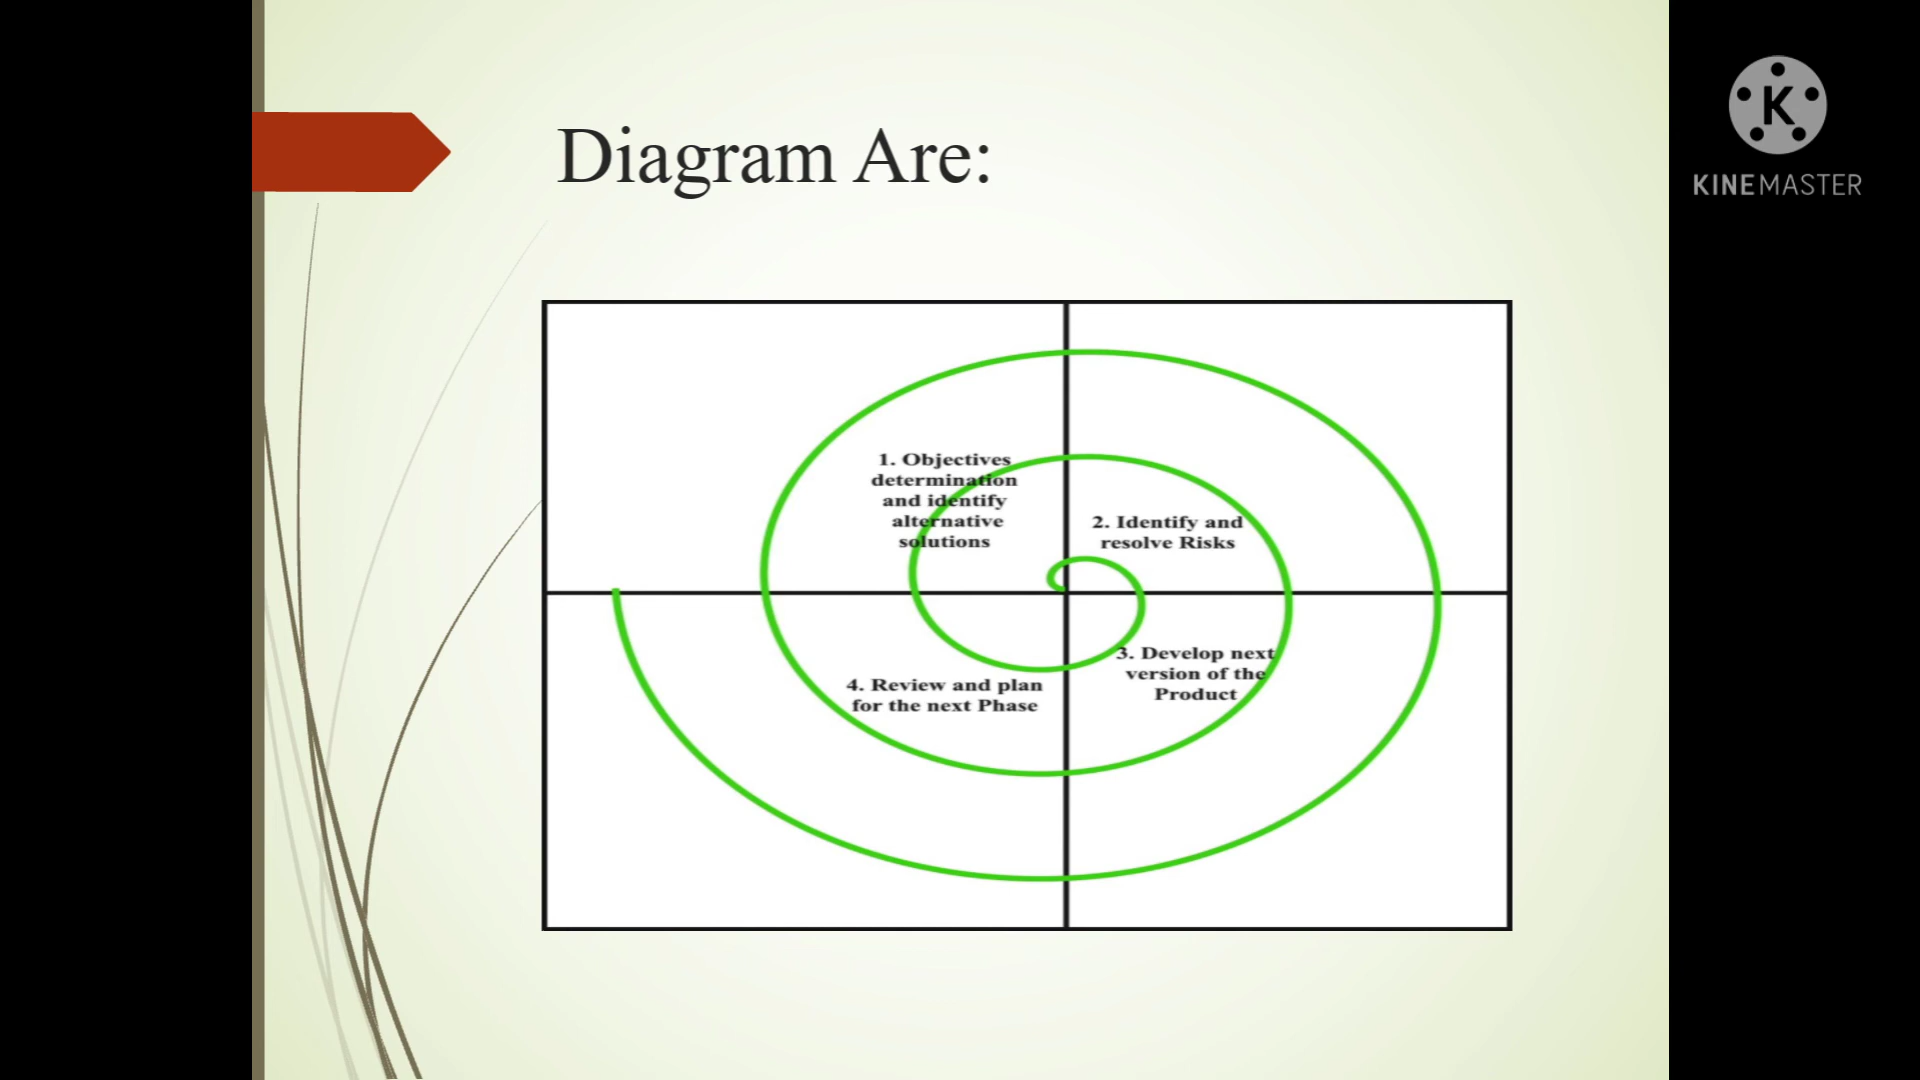 Diagram Are:
1. Objectives
determination
and identify
alternative
solutions
2. Identify and
resolve Risks
3. Develop next
version of the
Product
4. Review and plan
for the next Phase
K
KINEMASTER